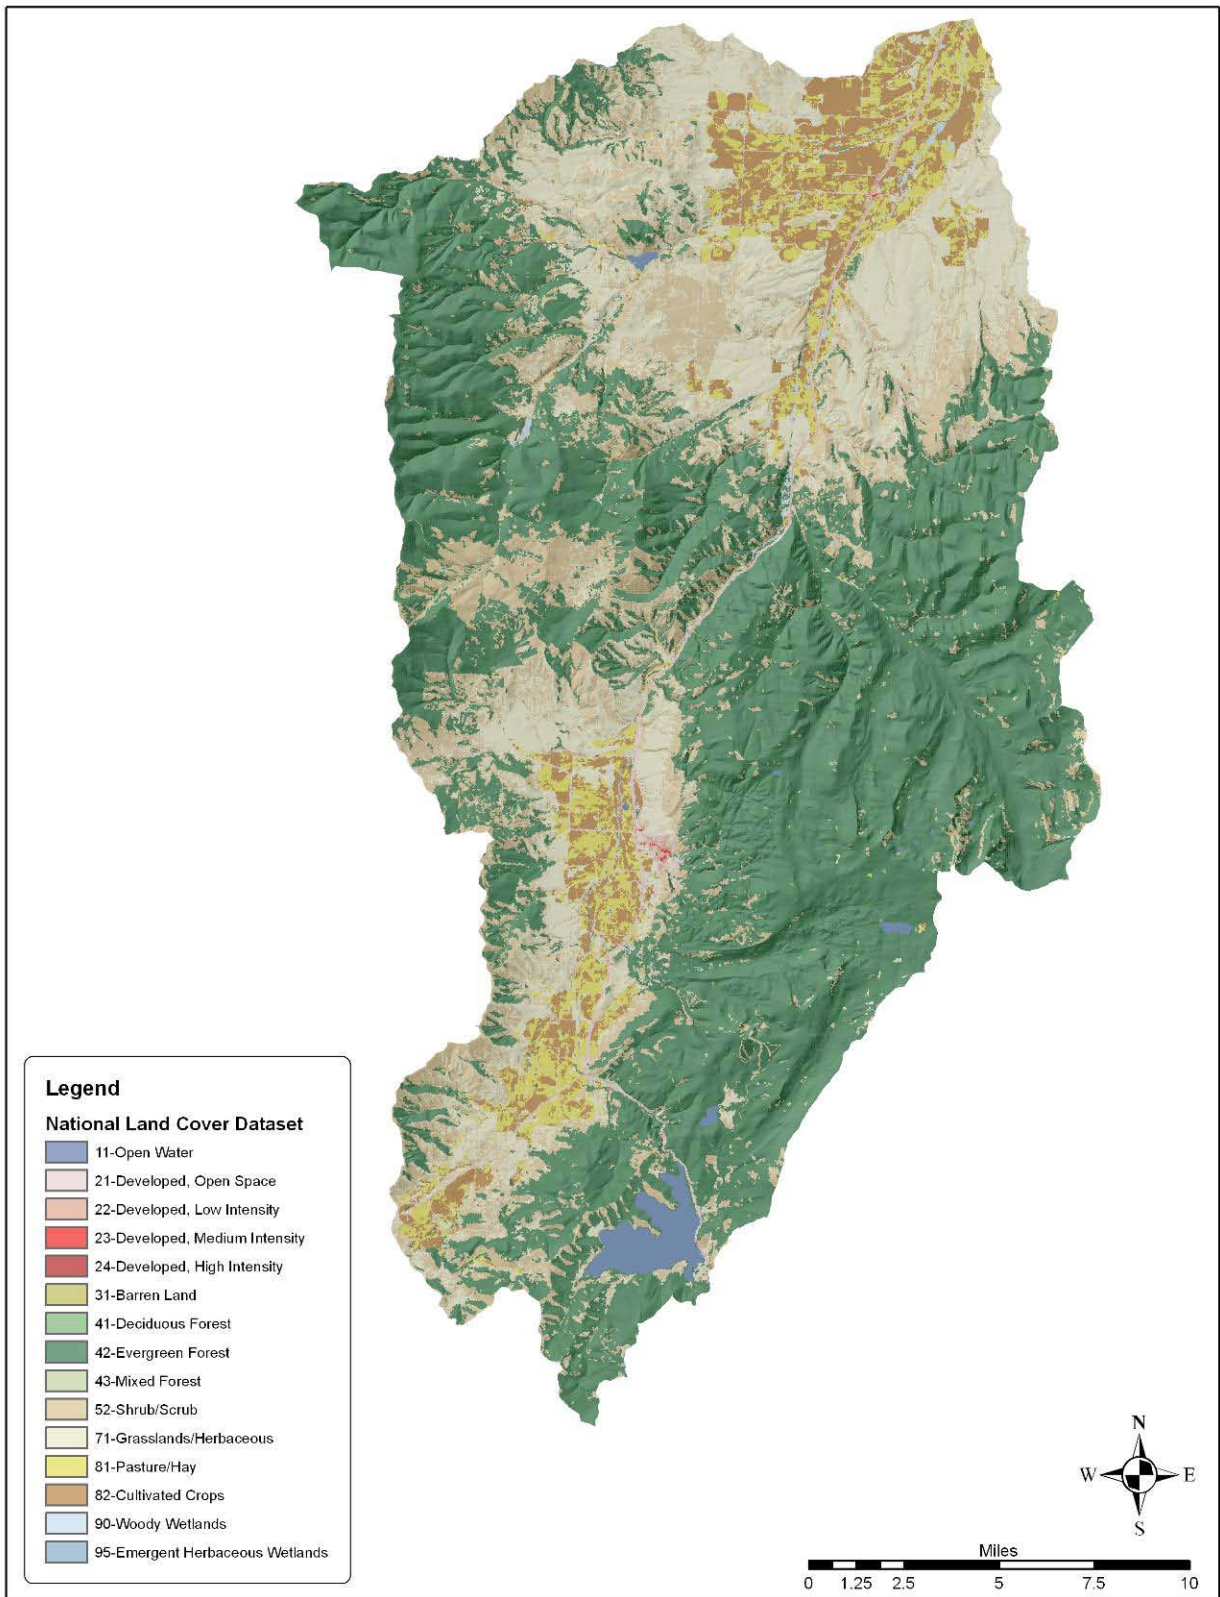 Legend
National Land Cover Dataset
11-Open Water
21-Developed, Open Space
22-Developed, Low Intensity
23-Developed, Medium Intensity
24-Developed, High Intensity
31-Barren Land
41-Deciduous Forest
42-Evergreen Forest
43-Mixed Forest
52-Shrub/Scrub
71-Grasslands/Herbaceous
81-Pasture/Hay
82-Cultivated Crops
90-Woody Wetlands
95-Emergent Herbaceous Wetlands
N
W E
S
Miles
0 1.25 2.5 5 7.5 10